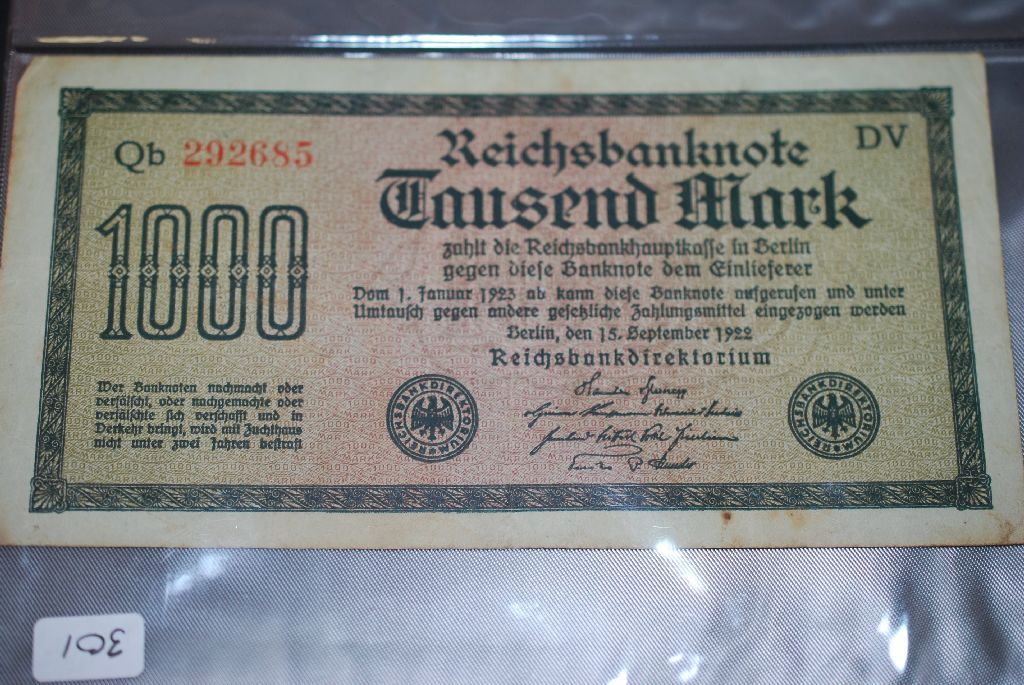 Qb 292685
DV
Reichsbanknote
Tausend Mark
1000
zahlt die Reichsbankhauptkasse in Berlin
gegen diese Banknote dem Einlieferer
Vom 1. Januar 1923 ab kann diese Banknote aufgerufen und unter
Umtausch gegen andere gesetzliche Zahlungsmittel eingezogen werden
Berlin, den 15. September 1922
Reichsbankdirektorium
Wer Banknoten nachmacht oder
verfälscht, oder nachgemachte oder
verfälschte sich verschafft und in
Verkehr bringt, wird mit Zuchthaus
nicht unter zwei Jahren bestraft
REICHSBANKDIREKTORIUM
REICHSBANKDIREKTORIUM
301